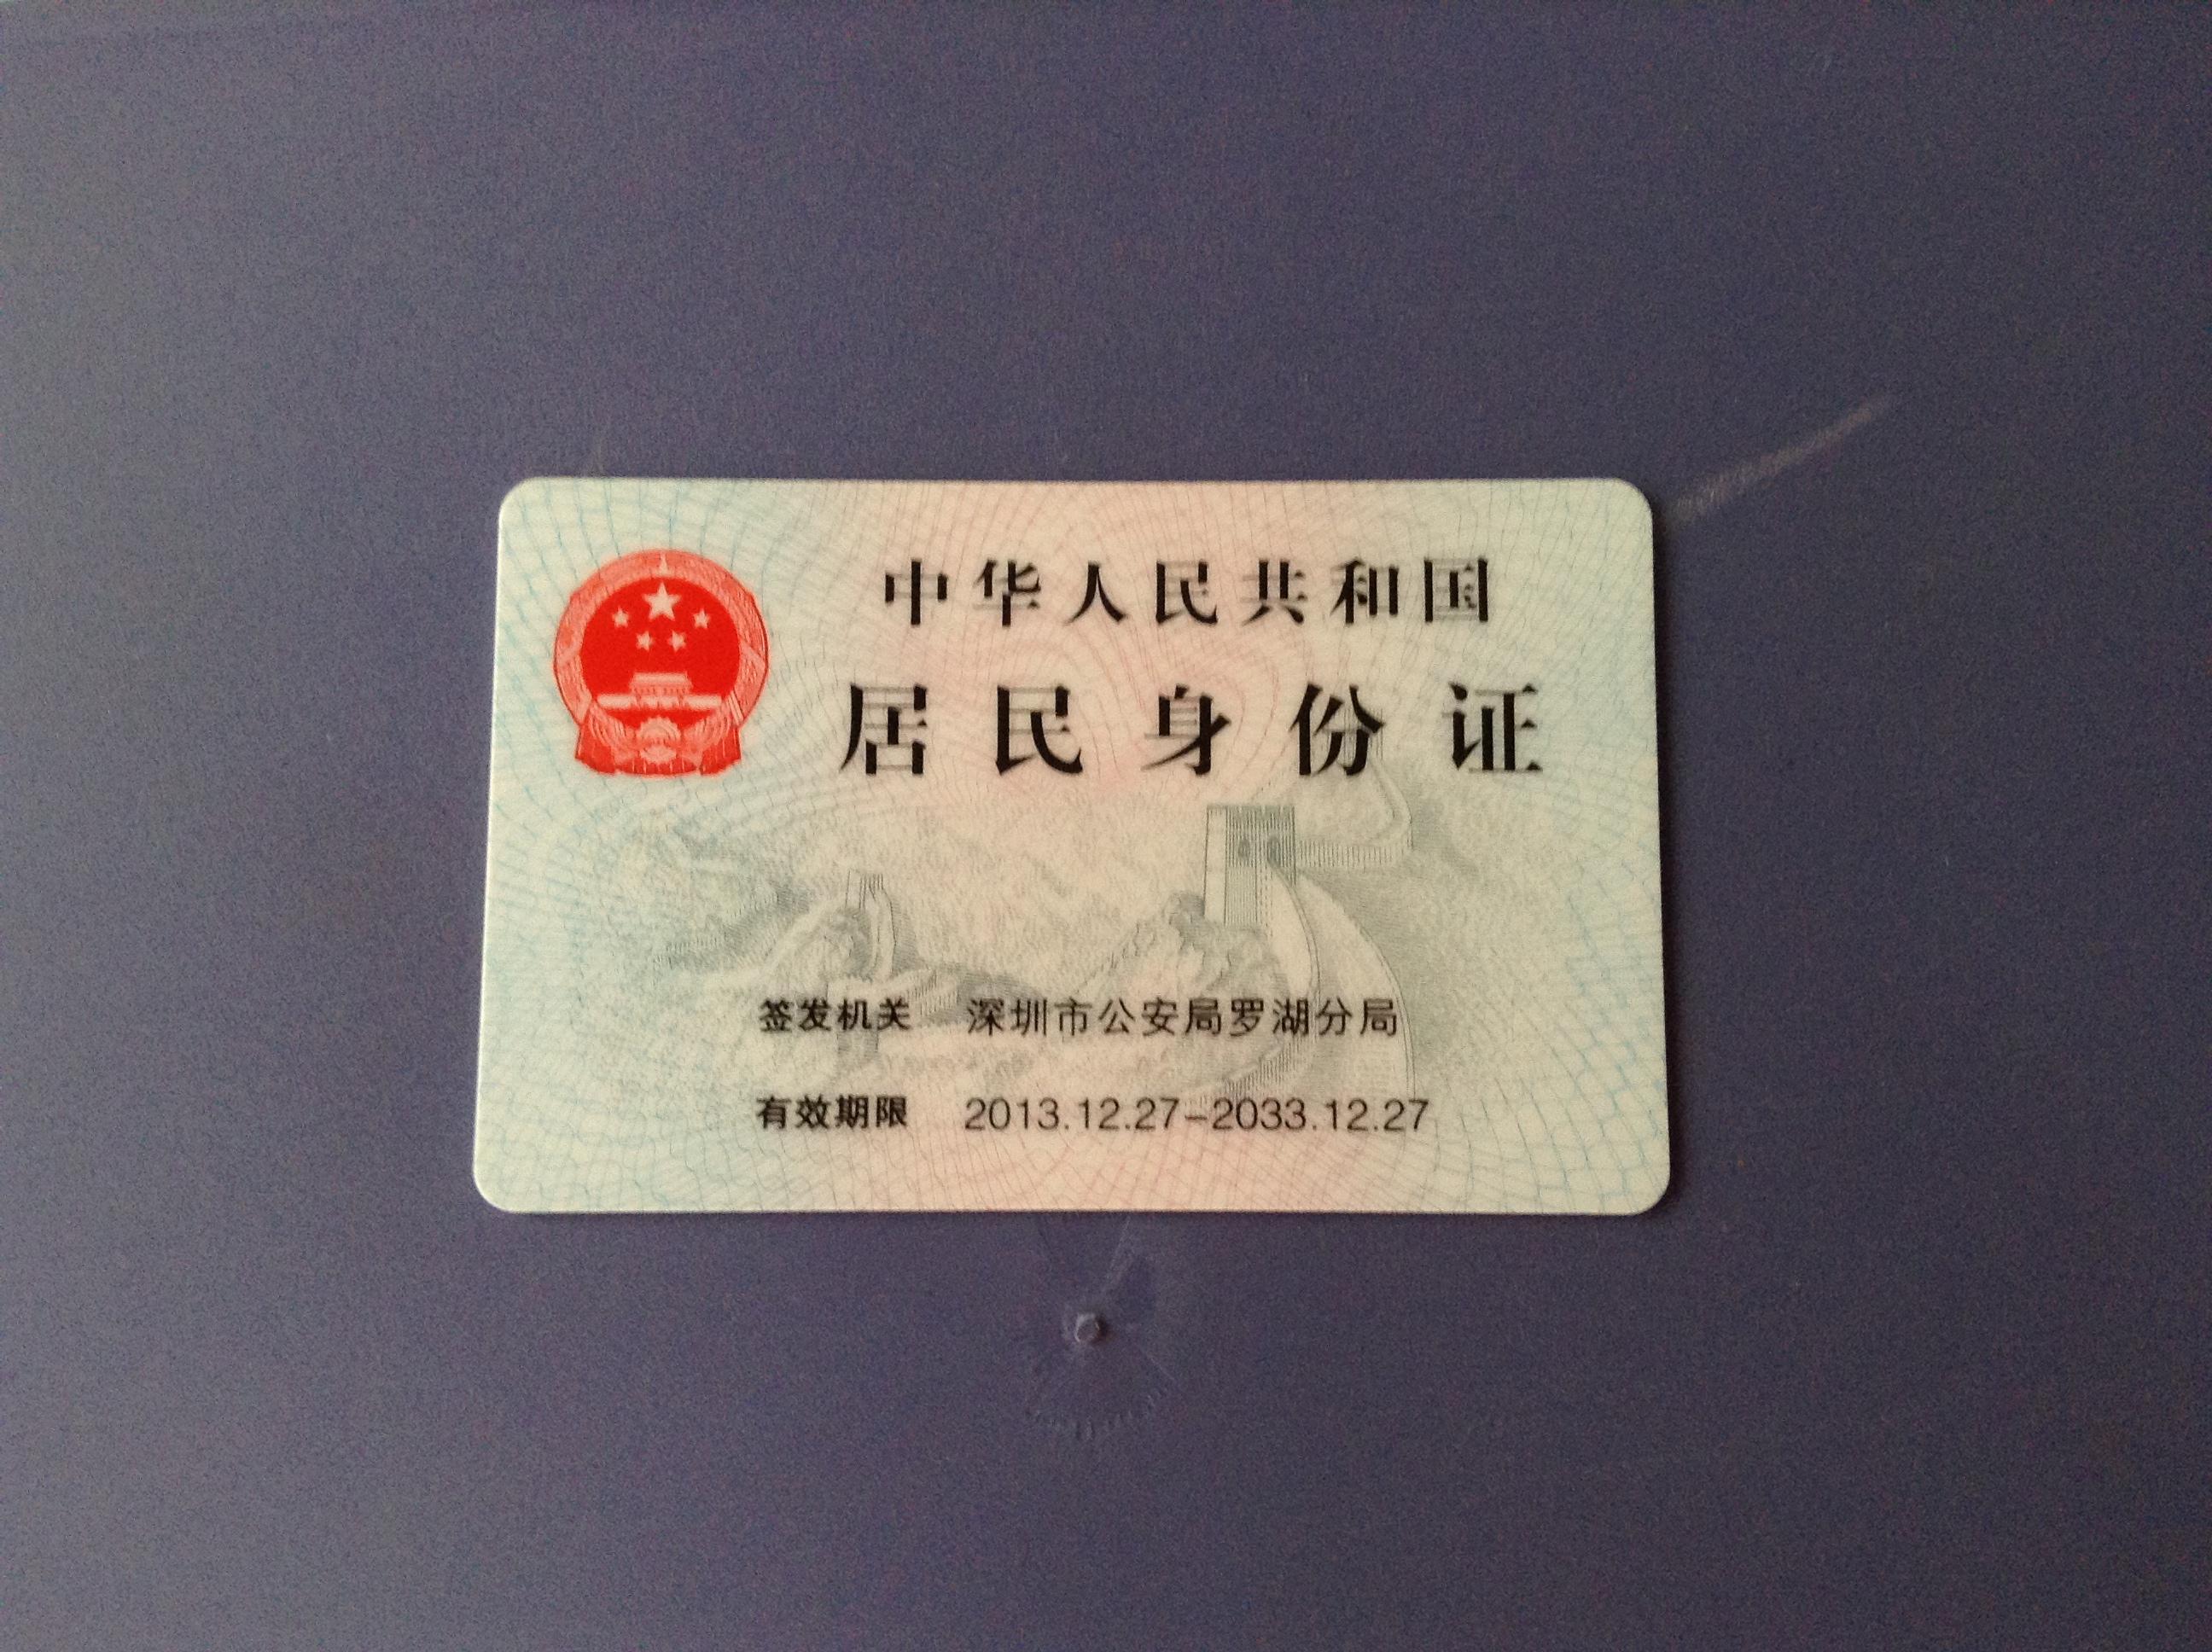 中华人民共和国
居民身份证
签发机关 深圳市公安局罗湖分局
有效期限 2013.12.27-2033.12.27